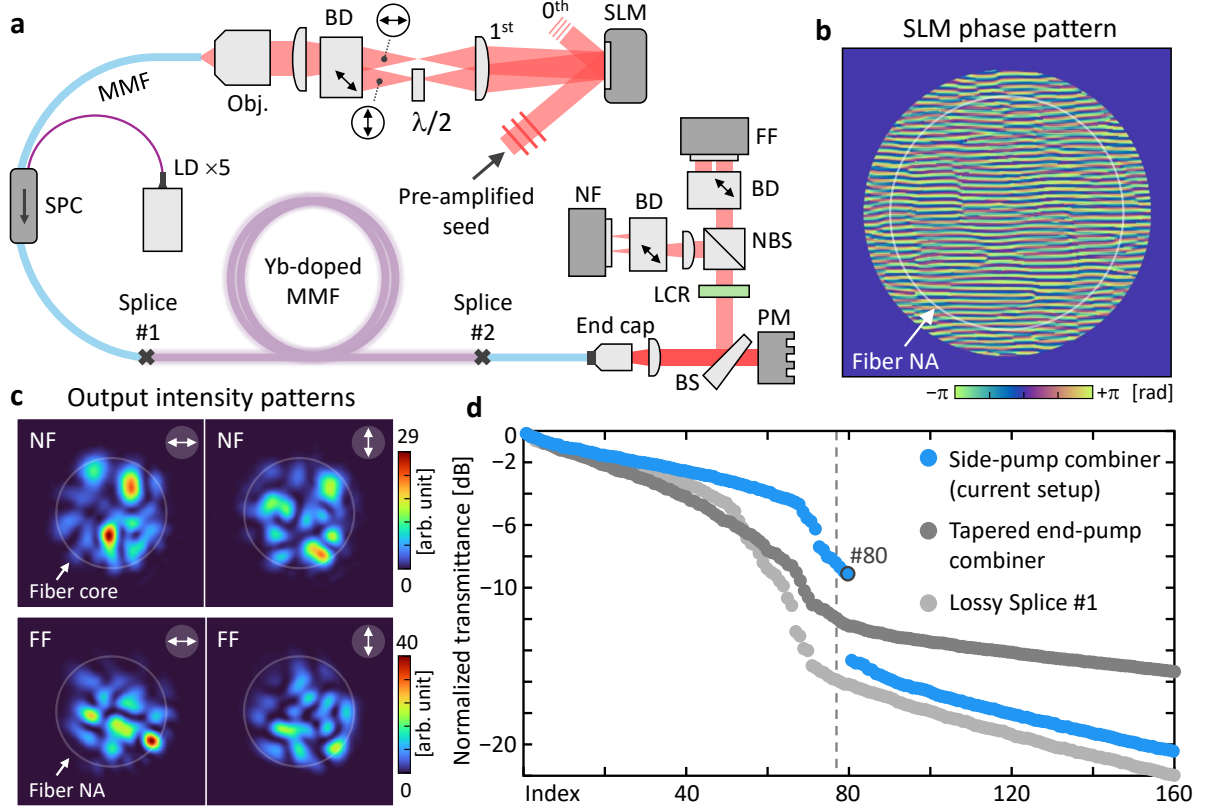 a
BD
0th
SLM
1st
MMF
Obj.
λ/2
LD ×5
SPC
Pre-amplified
seed
FF
BD
NF
BD
NBS
LCR
Yb-doped
MMF
Splice
#1
Splice
#2
End cap
PM
BS
b
SLM phase pattern
Fiber NA
−π
+π
[rad]
c
Output intensity patterns
NF
Fiber core
NF
29
[arb. unit]
0
FF
Fiber NA
FF
40
[arb. unit]
0
d
Normalized transmittance [dB]
0
−2
−6
−10
−20
#80
Side-pump combiner
(current setup)
Tapered end-pump
combiner
Lossy Splice #1
Index
40
80
120
160